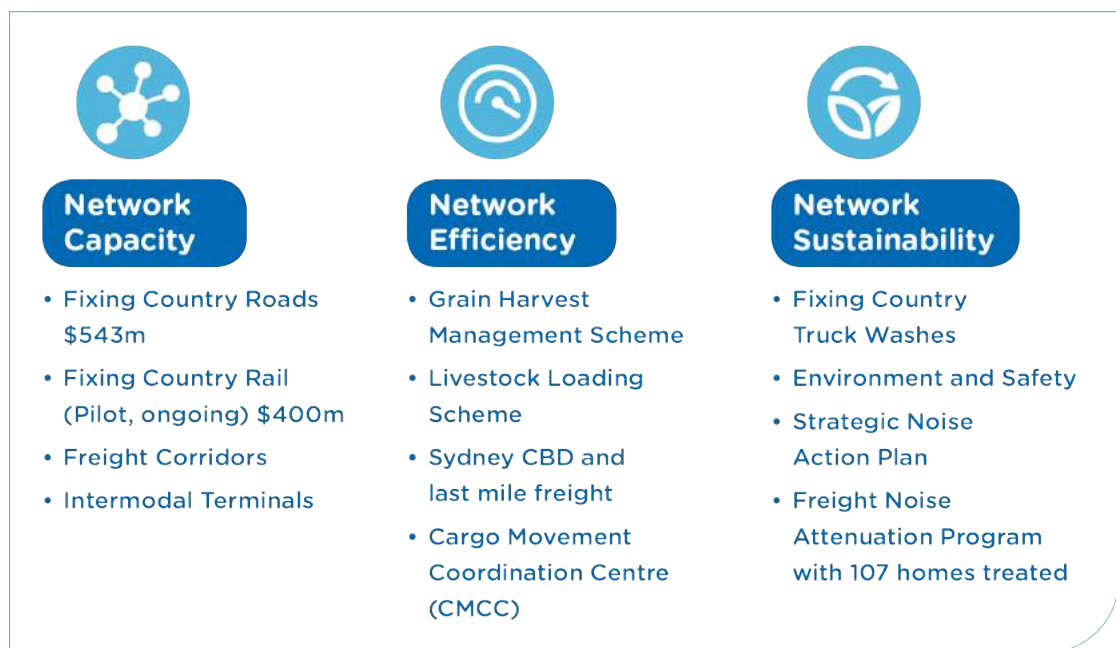 Network
Capacity
• Fixing Country Roads
$543m
• Fixing Country Rail
(Pilot, ongoing) $400m
• Freight Corridors
• Intermodal Terminals
Network
Efficiency
• Grain Harvest
Management Scheme
• Livestock Loading
Scheme
• Sydney CBD and
last mile freight
• Cargo Movement
Coordination Centre
(CMCC)
Network
Sustainability
• Fixing Country
Truck Washes
• Environment and Safety
• Strategic Noise
Action Plan
• Freight Noise
Attenuation Program
with 107 homes treated